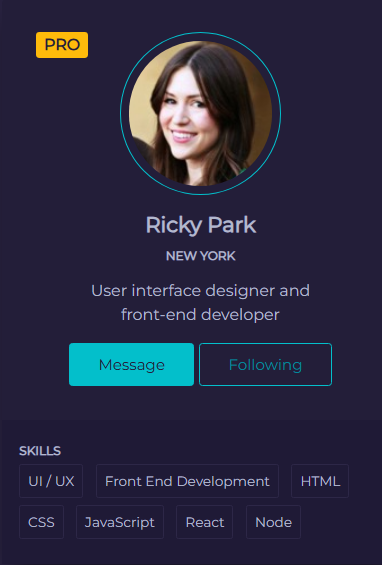 PRO
Ricky Park
NEW YORK
User interface designer and
front-end developer
Message Following
SKILLS
UI / UX Front End Development HTML
CSS JavaScript React Node